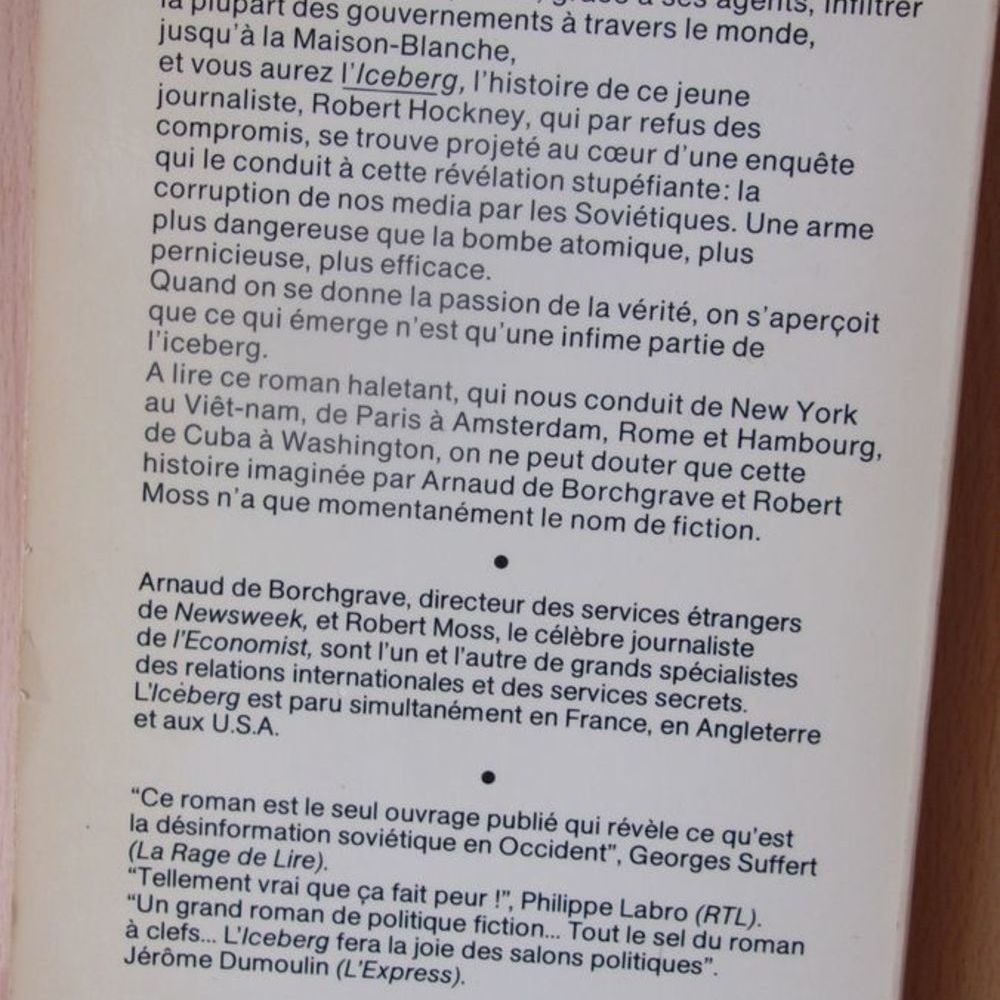 la plupart des gouvernements à travers le monde,
jusqu'à la Maison-Blanche,
et vous aurez l'Iceberg, l'histoire de ce jeune
journaliste, Robert Hockney, qui par refus des
compromis, se trouve projeté au cœur d'une enquête
qui le conduit à cette révélation stupéfiante: la
corruption de nos media par les Soviétiques. Une arme
plus dangereuse que la bombe atomique, plus
pernicieuse, plus efficace.
Quand on se donne la passion de la vérité, on s'aperçoit
que ce qui émerge n'est qu'une infime partie de
l'iceberg.
A lire ce roman haletant, qui nous conduit de New York
au Viêt-nam, de Paris à Amsterdam, Rome et Hambourg,
de Cuba à Washington, on ne peut douter que cette
histoire imaginée par Arnaud de Borchgrave et Robert
Moss n'a que momentanément le nom de fiction.
•
Arnaud de Borchgrave, directeur des services étrangers
de Newsweek, et Robert Moss, le célèbre journaliste
de l'Economist, sont l'un et l'autre de grands spécialistes
des relations internationales et des services secrets.
L'Iceberg est paru simultanément en France, en Angleterre
et aux U.S.A.
•
“Ce roman est le seul ouvrage publié qui révèle ce qu'est
la désinformation soviétique en Occident”, Georges Suffert
(La Rage de Lire).
“Tellement vrai que ça fait peur !”, Philippe Labro (RTL).
“Un grand roman de politique fiction... Tout le sel du roman
à clefs... L'Iceberg fera la joie des salons politiques”.
Jérôme Dumoulin (L'Express).